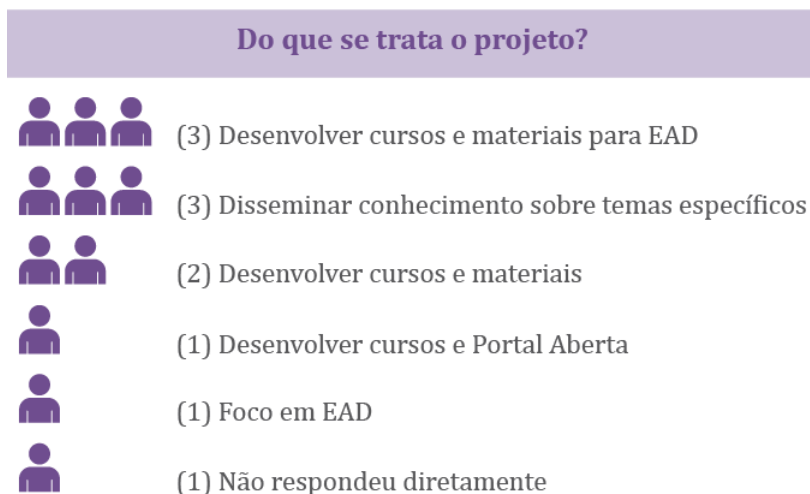 Do que se trata o projeto?
(3) Desenvolver cursos e materiais para EAD
(3) Disseminar conhecimento sobre temas específicos
(2) Desenvolver cursos e materiais
(1) Desenvolver cursos e Portal Aberta
(1) Foco em EAD
(1) Não respondeu diretamente